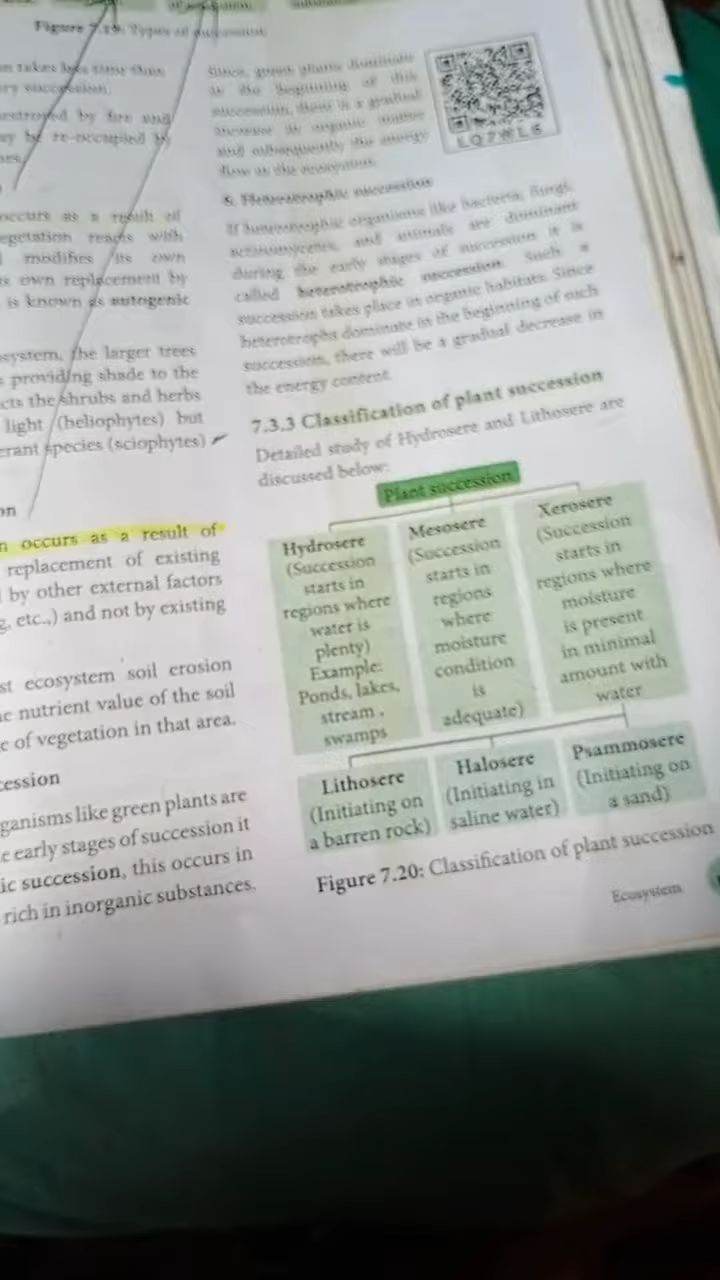 Figure 7.19: Types of succession
takes less time than
succession.
destroyed by fire and
be re-occupied by
occurs as a result of
egetation reacts with
modifies its own
own replacement by
is known as autogenic
system, the larger trees
providing shade to the
cts the shrubs and herbs
light (heliophytes) but
erant species (sciophytes)
on
n occurs as a result of
replacement of existing
by other external factors
g, etc.,) and not by existing
st ecosystem soil erosion
e nutrient value of the soil
e of vegetation in that area.
cession
ganisms like green plants are
e early stages of succession it
ic succession, this occurs in
rich in inorganic substances.
Since, green plants dominate
in the beginning of this
succession, there is a gradual
increase in organic matter
and subsequently the energy
flow in the ecosystem.
LQ7WL6
Heterotrophic succession
If heterotrophic organisms like bacteria, fungi,
actinomycetes, and animals are dominant
during the early stages of succession it is
called heterotrophic succession. Such a
succession takes place in organic habitats. Since
heterotrophs dominate in the beginning of such
succession, there will be a gradual decrease in
the energy content.
7.3.3 Classification of plant succession
Detailed study of Hydrosere and Lithosere are
discussed below:
Plant succession
Hydrosere
(Succession
starts in
regions where
water is
plenty)
Example:
Ponds, lakes,
stream,
swamps
Mesosere
(Succession
starts in
regions
where
moisture
condition
is
adequate)
Xerosere
(Succession
starts in
regions where
moisture
is present
in minimal
amount with
water
Lithosere
(Initiating on
a barren rock)
Halosere
(Initiating in
saline water)
Psammosere
(Initiating on
a sand)
Figure 7.20: Classification of plant succession
Ecosystem